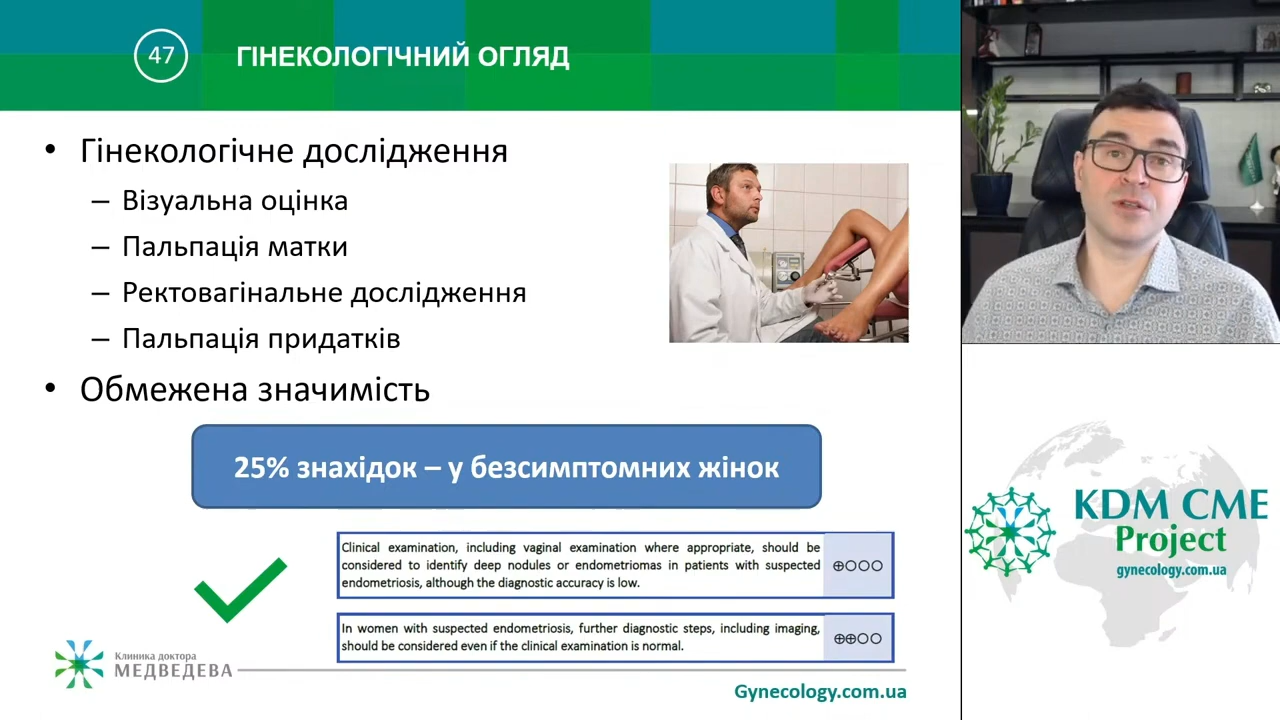 47
ГІНЕКОЛОГІЧНИЙ ОГЛЯД
• Гінекологічне дослідження
– Візуальна оцінка
– Пальпація матки
– Ректовагінальне дослідження
– Пальпація придатків
• Обмежена значимість
25% знахідок – у безсимптомних жінок
Clinical examination, including vaginal examination where appropriate, should be
considered to identify deep nodules or endometriomas in patients with suspected
endometriosis, although the diagnostic accuracy is low.
⊕○○○
In women with suspected endometriosis, further diagnostic steps, including imaging,
should be considered even if the clinical examination is normal.
⊕⊕○○
Клиника доктора
МЕДВЕДЕВА
Gynecology.com.ua
KDM CME
Project
gynecology.com.ua